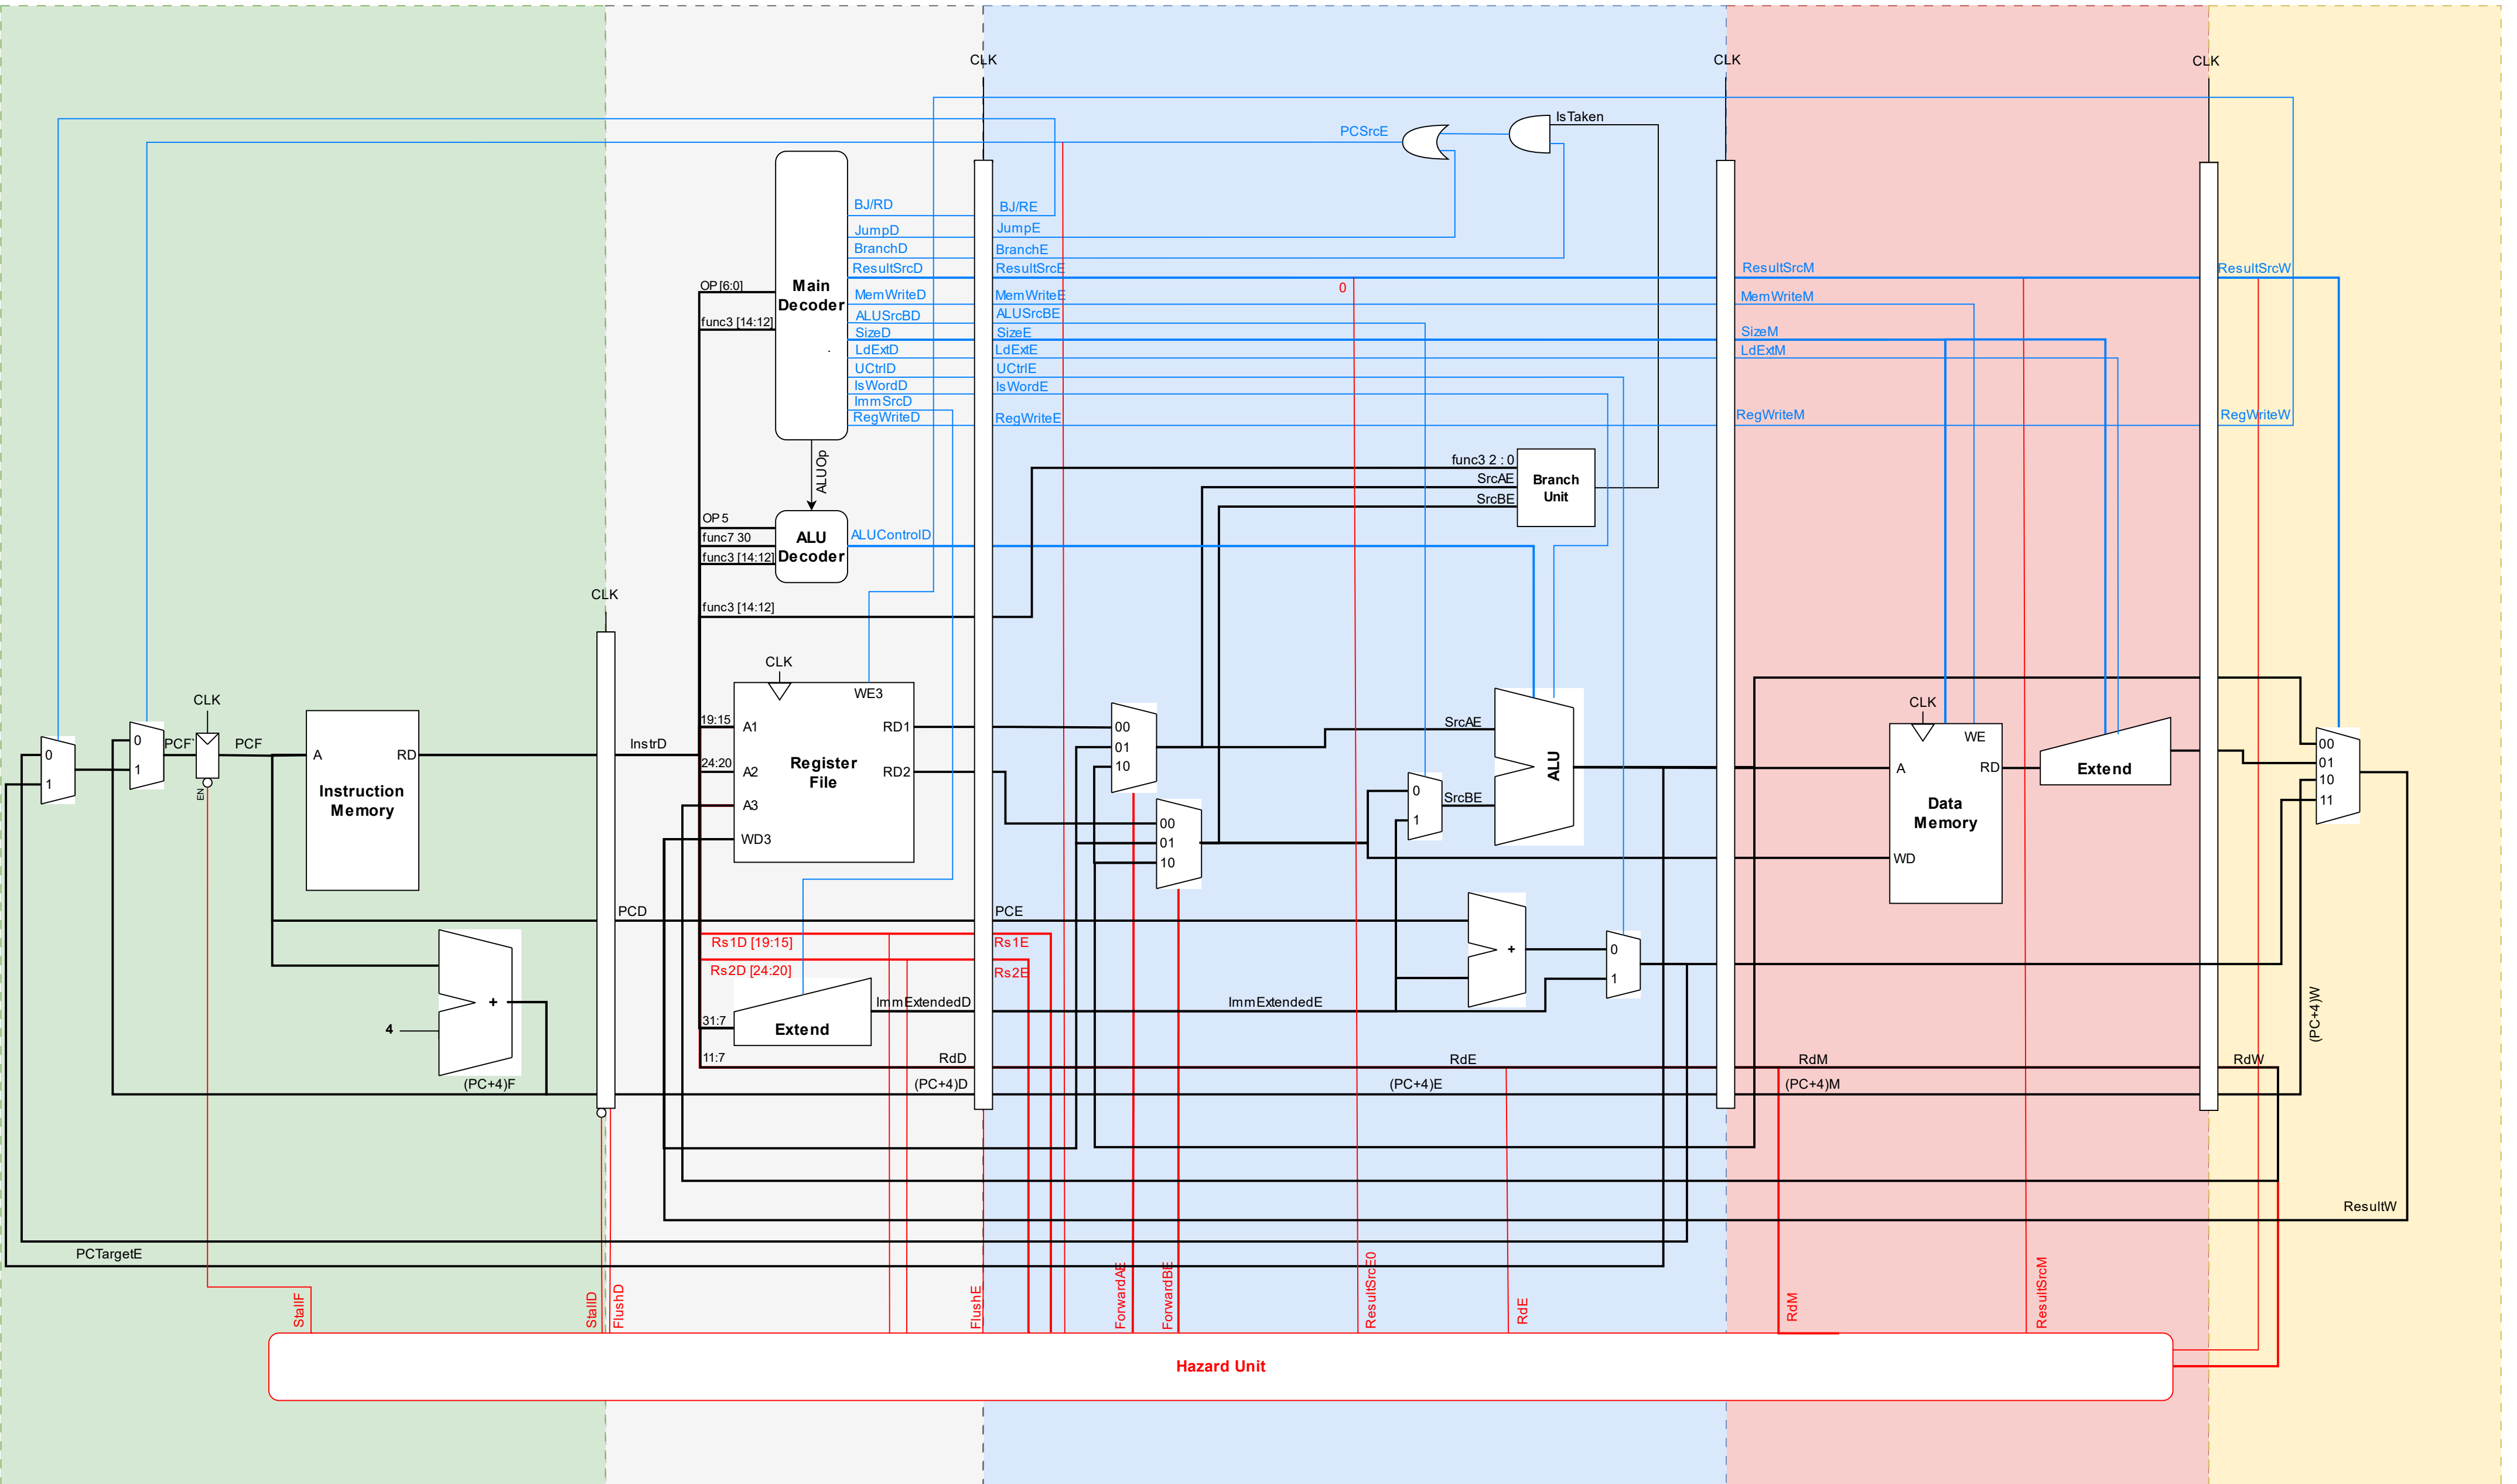 CLK
CLK
CLK
IsTaken
PCSrcE
BJ/RD
BJ/RE
JumpD
JumpE
BranchD
BranchE
ResultSrcD
ResultSrcE
ResultSrcM
ResultSrcW
OP [6:0]
Main
Decoder
0
MemWriteD
MemWriteE
MemWriteM
ALUSrcBD
ALUSrcBE
func3 [14:12]
SizeD
SizeE
SizeM
LdExtD
LdExtE
LdExtM
UCtrlD
UCtrlE
IsWordD
IsWordE
ImmSrcD
RegWriteD
RegWriteE
RegWriteM
RegWriteW
ALUOp
func3 2 : 0
SrcAE
SrcBE
Branch
Unit
OP 5
func7 30
func3 [14:12]
ALU
Decoder
ALUControlD
CLK
func3 [14:12]
CLK
WE3
A1
A2
A3
WD3
RD1
RD2
Register
File
19:15
24:20
CLK
PCF`
PCF
EN
0
1
0
1
A
RD
Instruction
Memory
InstrD
00
01
10
00
01
10
SrcAE
SrcBE
0
1
ALU
CLK
WE
A
RD
WD
Data
Memory
Extend
00
01
10
11
PCD
PCE
Rs1D [19:15]
Rs1E
Rs2D [24:20]
Rs2E
+
4
+
0
1
ImmExtendedD
ImmExtendedE
31:7
Extend
11:7
RdD
RdE
RdM
RdW
(PC+4)F
(PC+4)D
(PC+4)E
(PC+4)M
(PC+4)W
ResultW
PCTargetE
StallF
StallD
FlushD
FlushE
ForwardAE
ForwardBE
ResultSrcE0
RdE
RdM
ResultSrcM
Hazard Unit